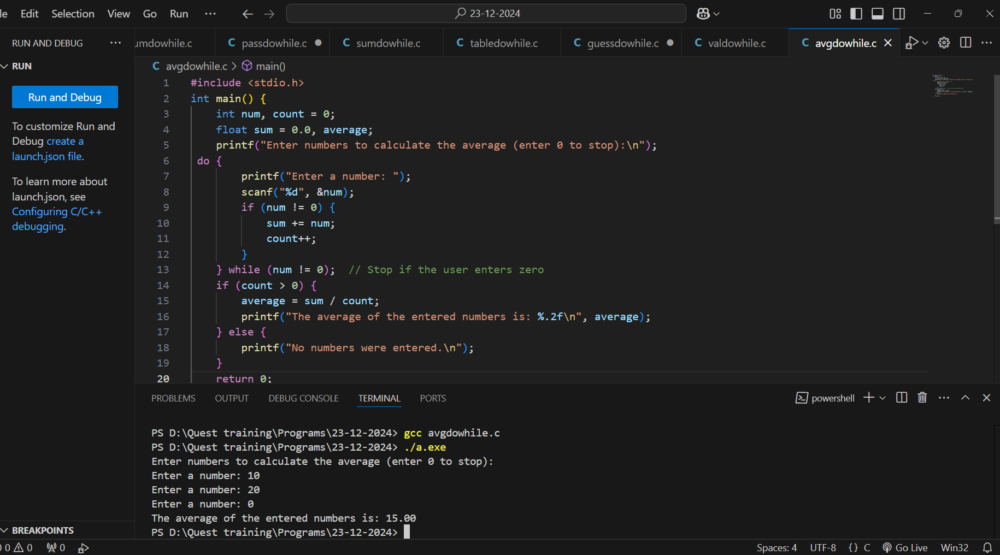 le Edit Selection View Go Run ··· 23-12-2024
RUN AND DEBUG ···
umdowhile.c C passdowhile.c C sumdowhile.c C tabledowhile.c C guessdowhile.c C valdowhile.c C avgdowhile.c
RUN
Run and Debug
To customize Run and
Debug create a
launch.json file.
To learn more about
launch.json, see
Configuring C/C++
debugging.
BREAKPOINTS
C avgdowhile.c > main()
1 #include <stdio.h>
2 int main() {
3 int num, count = 0;
4 float sum = 0.0, average;
5 printf("Enter numbers to calculate the average (enter 0 to stop):\n");
6 do {
7 printf("Enter a number: ");
8 scanf("%d", &num);
9 if (num != 0) {
10 sum += num;
11 count++;
12 }
13 } while (num != 0); // Stop if the user enters zero
14 if (count > 0) {
15 average = sum / count;
16 printf("The average of the entered numbers is: %.2f\n", average);
17 } else {
18 printf("No numbers were entered.\n");
19 }
20 return 0;
PROBLEMS OUTPUT DEBUG CONSOLE TERMINAL PORTS powershell
PS D:\Quest training\Programs\23-12-2024> gcc avgdowhile.c
PS D:\Quest training\Programs\23-12-2024> ./a.exe
Enter numbers to calculate the average (enter 0 to stop):
Enter a number: 10
Enter a number: 20
Enter a number: 0
The average of the entered numbers is: 15.00
PS D:\Quest training\Programs\23-12-2024>
0 0 0 Spaces: 4 UTF-8 {} C Go Live Win32